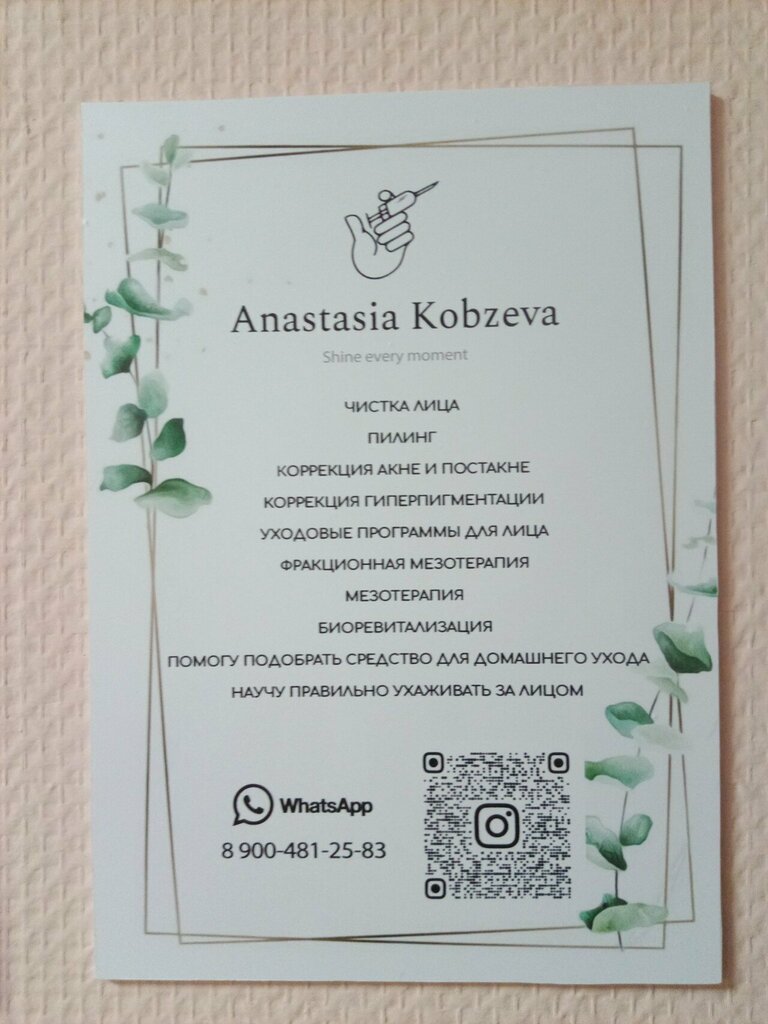 Anastasia Kobzeva
Shine every moment
ЧИСТКА ЛИЦА
ПИЛИНГ
КОРРЕКЦИЯ АКНЕ И ПОСТАКНЕ
КОРРЕКЦИЯ ГИПЕРПИГМЕНТАЦИИ
УХОДОВЫЕ ПРОГРАММЫ ДЛЯ ЛИЦА
ФРАКЦИОННАЯ МЕЗОТЕРАПИЯ
МЕЗОТЕРАПИЯ
БИОРЕВИТАЛИЗАЦИЯ
ПОМОГУ ПОДОБРАТЬ СРЕДСТВО ДЛЯ ДОМАШНЕГО УХОДА
НАУЧУ ПРАВИЛЬНО УХАЖИВАТЬ ЗА ЛИЦОМ
WhatsApp
8 900-481-25-83